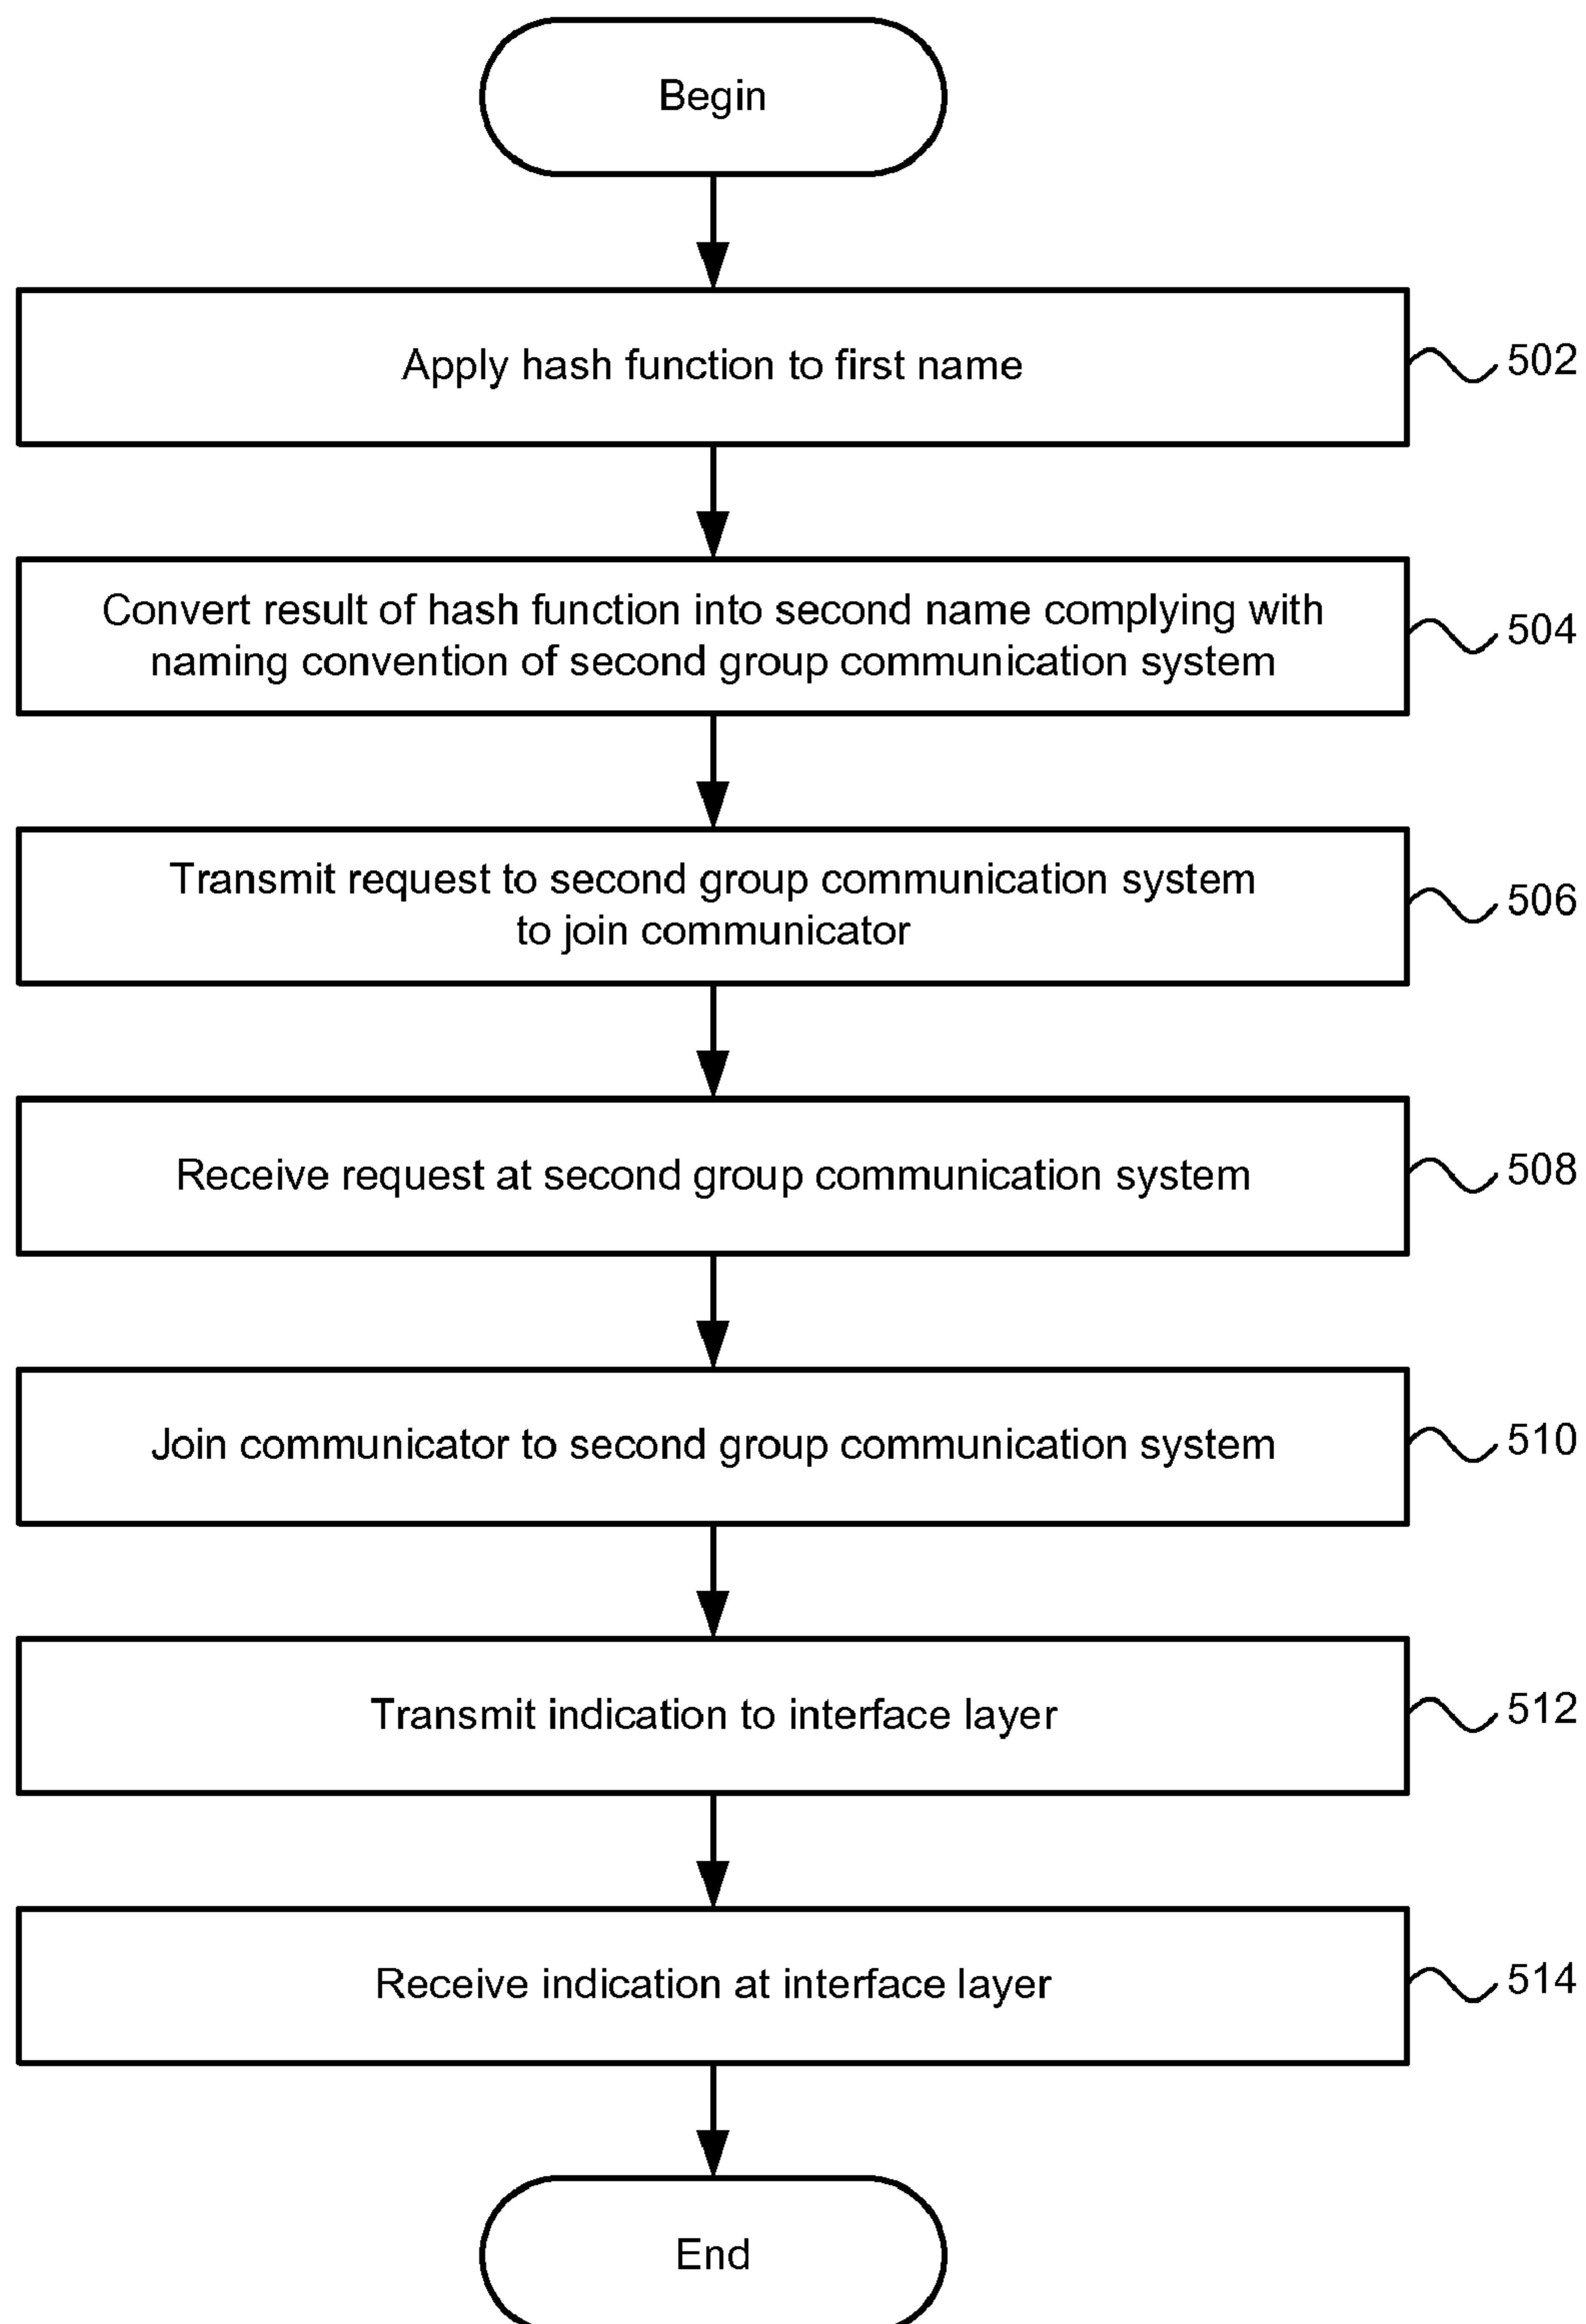 Begin
Apply hash function to first name
502
Convert result of hash function into second name complying with
naming convention of second group communication system
504
Transmit request to second group communication system
to join communicator
506
Receive request at second group communication system
508
Join communicator to second group communication system
510
Transmit indication to interface layer
512
Receive indication at interface layer
514
End